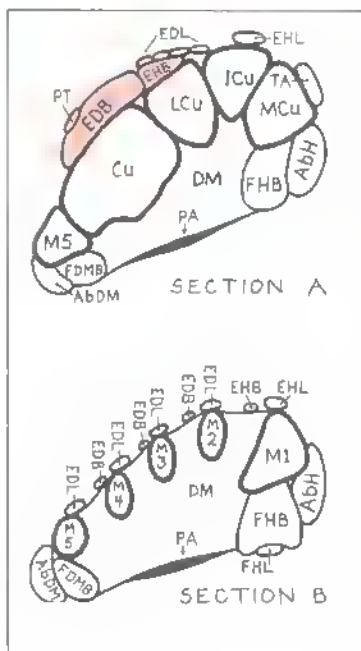 EDL
EHL
EHB
ICu
PT
EDB
LCu
TA
MCu
Cu
DM
FHB
AbH
PA
M5
FDMB
AbDM
SECTION A
EDL
EDB
EHB
EHL
EDL
M2
EDB
M3
EDL
M1
EDB
M4
DM
AbH
EDL
FHB
M5
PA
AbDM
FDMB
FHL
SECTION B